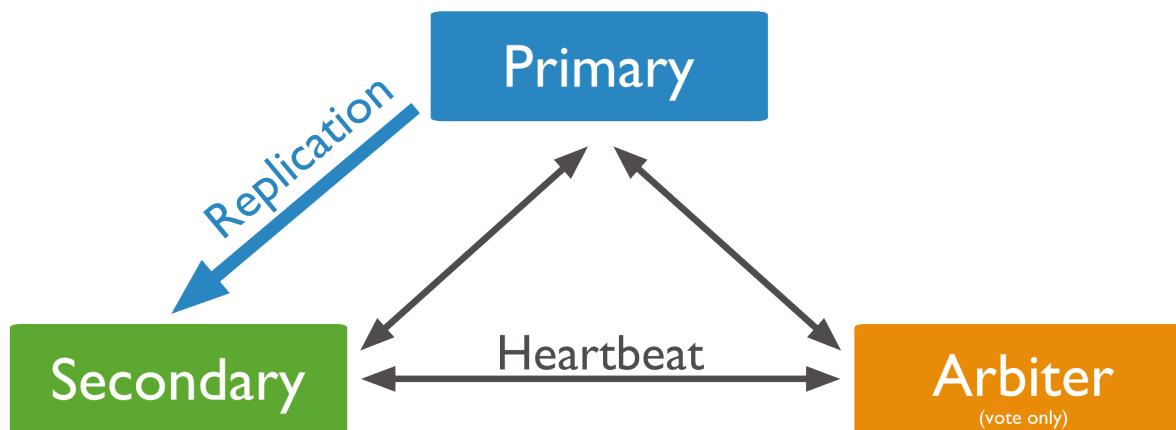 Primary
Replication
Heartbeat
Secondary
Arbiter
(vote only)